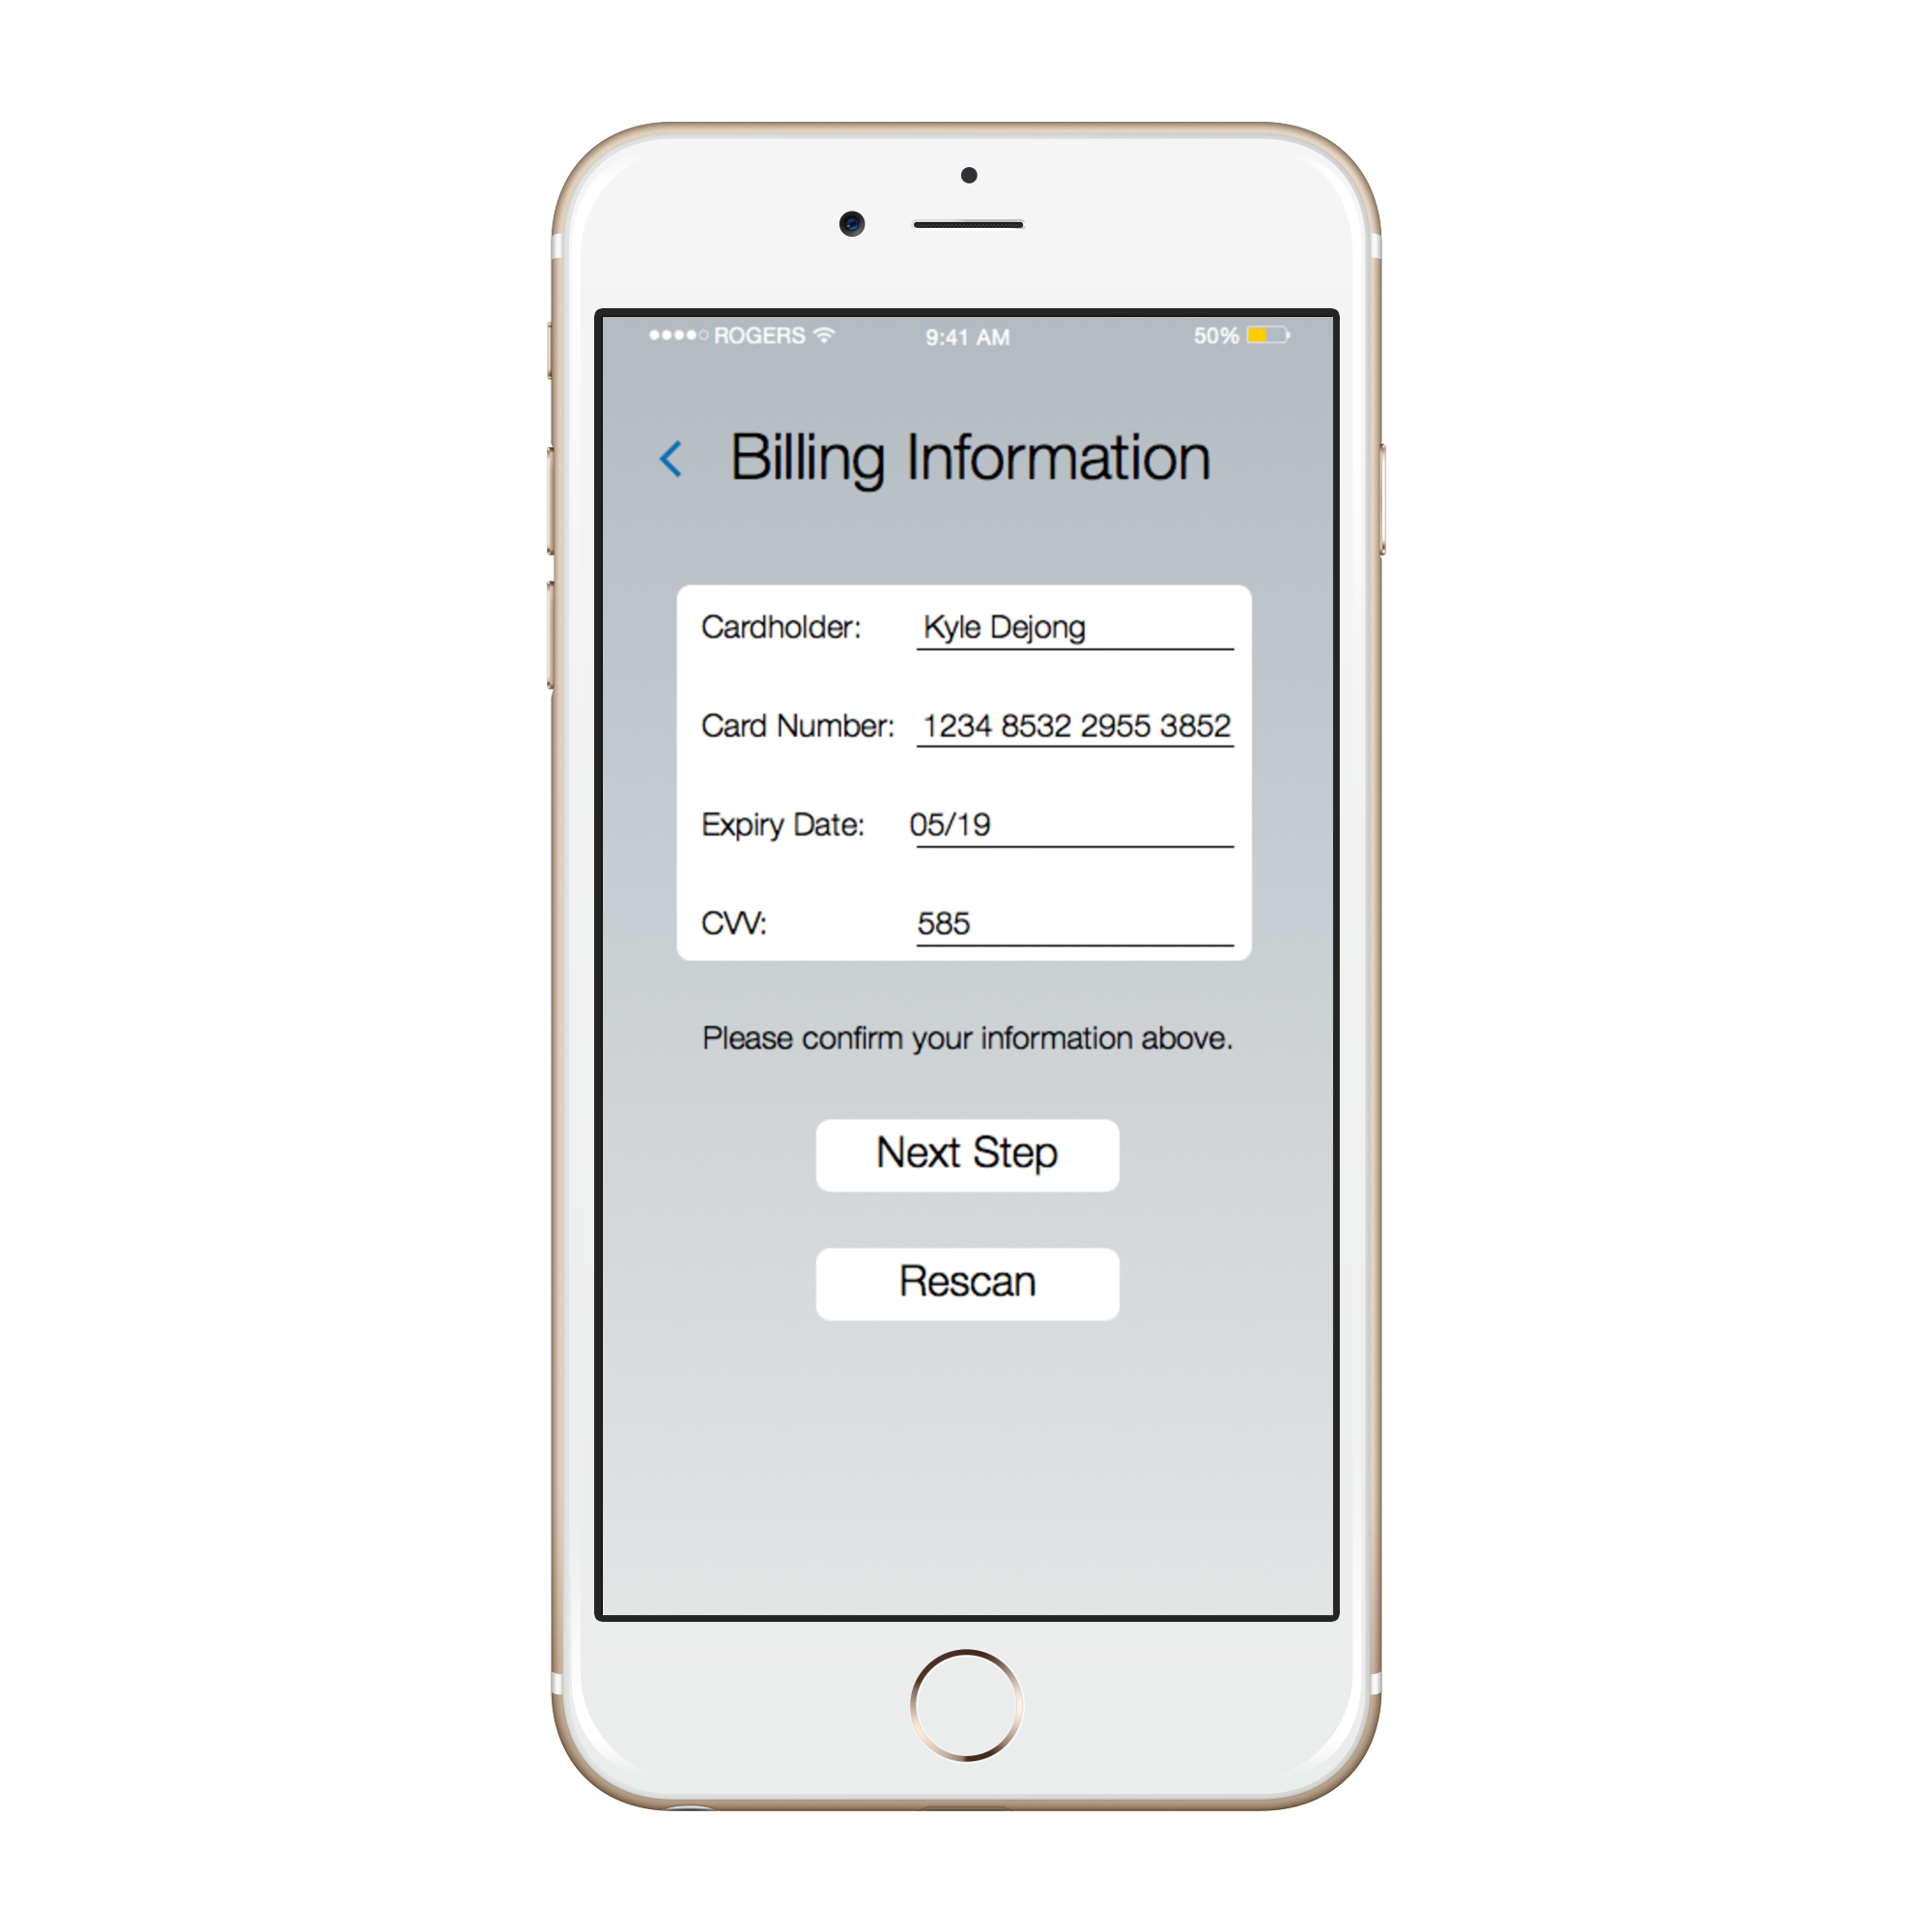 ROGERS 9:41 AM 50%
Billing Information
Cardholder: Kyle Dejong
Card Number: 1234 8532 2955 3852
Expiry Date: 05/19
CVV: 585
Please confirm your information above.
Next Step
Rescan